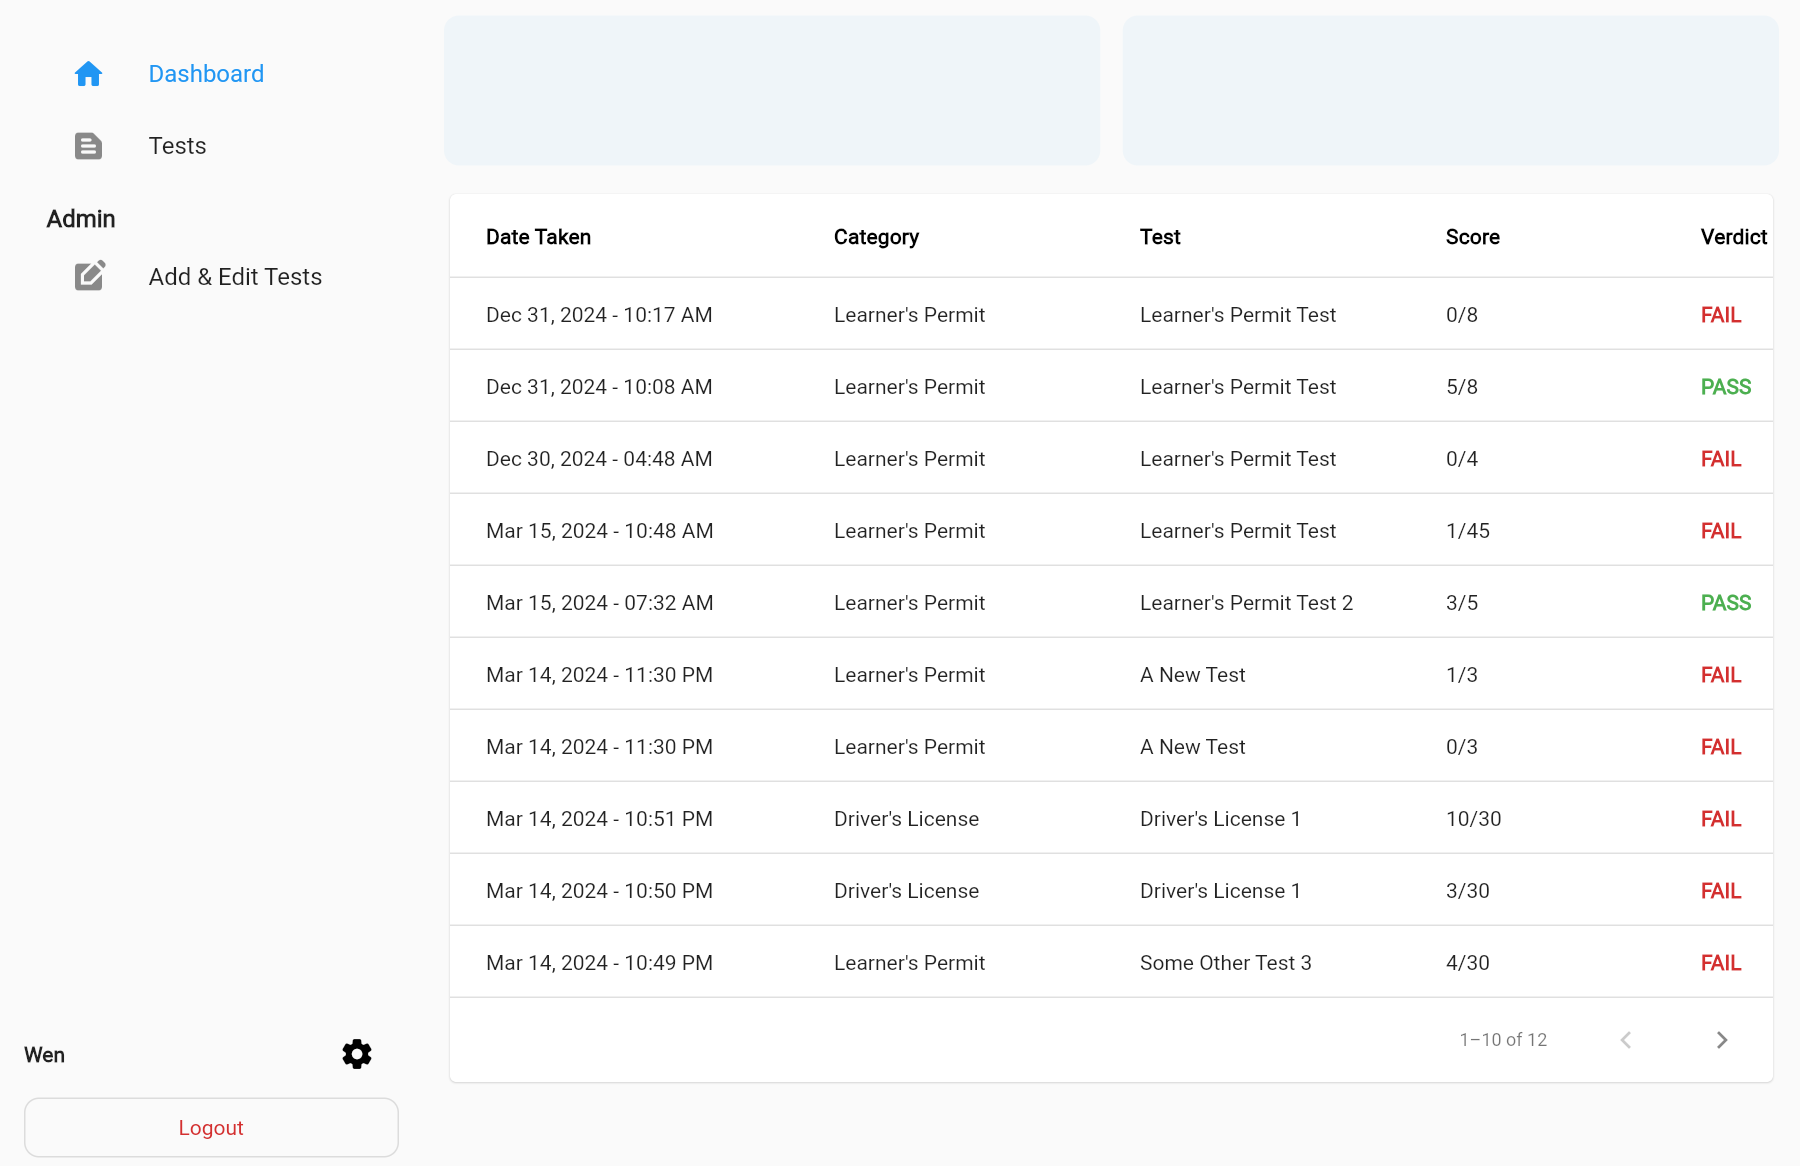 Dashboard
Tests
Admin
Add & Edit Tests
Wen
Logout
Date Taken Category Test Score Verdict
Dec 31, 2024 - 10:17 AM Learner's Permit Learner's Permit Test 0/8 FAIL
Dec 31, 2024 - 10:08 AM Learner's Permit Learner's Permit Test 5/8 PASS
Dec 30, 2024 - 04:48 AM Learner's Permit Learner's Permit Test 0/4 FAIL
Mar 15, 2024 - 10:48 AM Learner's Permit Learner's Permit Test 1/45 FAIL
Mar 15, 2024 - 07:32 AM Learner's Permit Learner's Permit Test 2 3/5 PASS
Mar 14, 2024 - 11:30 PM Learner's Permit A New Test 1/3 FAIL
Mar 14, 2024 - 11:30 PM Learner's Permit A New Test 0/3 FAIL
Mar 14, 2024 - 10:51 PM Driver's License Driver's License 1 10/30 FAIL
Mar 14, 2024 - 10:50 PM Driver's License Driver's License 1 3/30 FAIL
Mar 14, 2024 - 10:49 PM Learner's Permit Some Other Test 3 4/30 FAIL
1–10 of 12